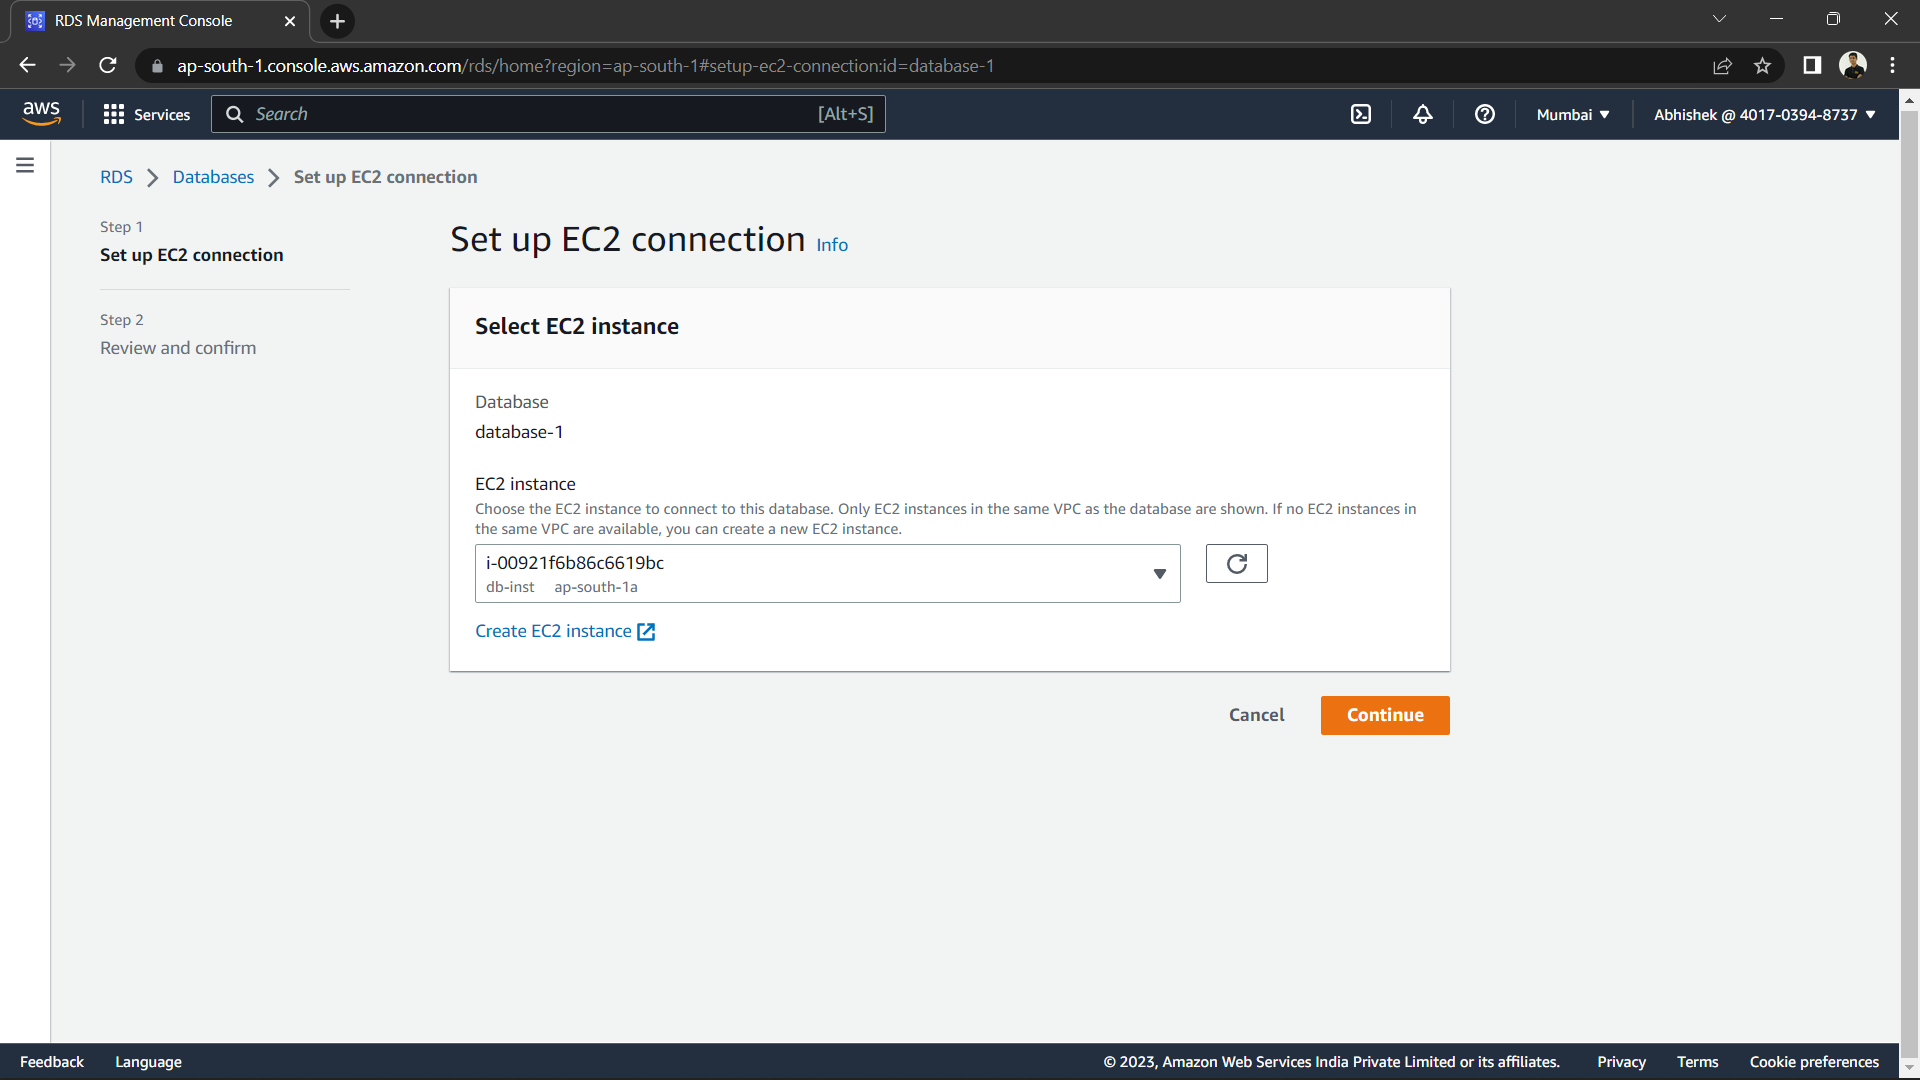 RDS Management Console
ap-south-1.console.aws.amazon.com/rds/home?region=ap-south-1#setup-ec2-connection:id=database-1
aws
Services
Search
[Alt+S]
Mumbai
Abhishek @ 4017-0394-8737
RDS
Databases
Set up EC2 connection
Step 1
Set up EC2 connection
Step 2
Review and confirm
Set up EC2 connection Info
Select EC2 instance
Database
database-1
EC2 instance
Choose the EC2 instance to connect to this database. Only EC2 instances in the same VPC as the database are shown. If no EC2 instances in
the same VPC are available, you can create a new EC2 instance.
i-00921f6b86c6619bc
db-inst ap-south-1a
Create EC2 instance
Cancel
Continue
Feedback
Language
© 2023, Amazon Web Services India Private Limited or its affiliates.
Privacy
Terms
Cookie preferences